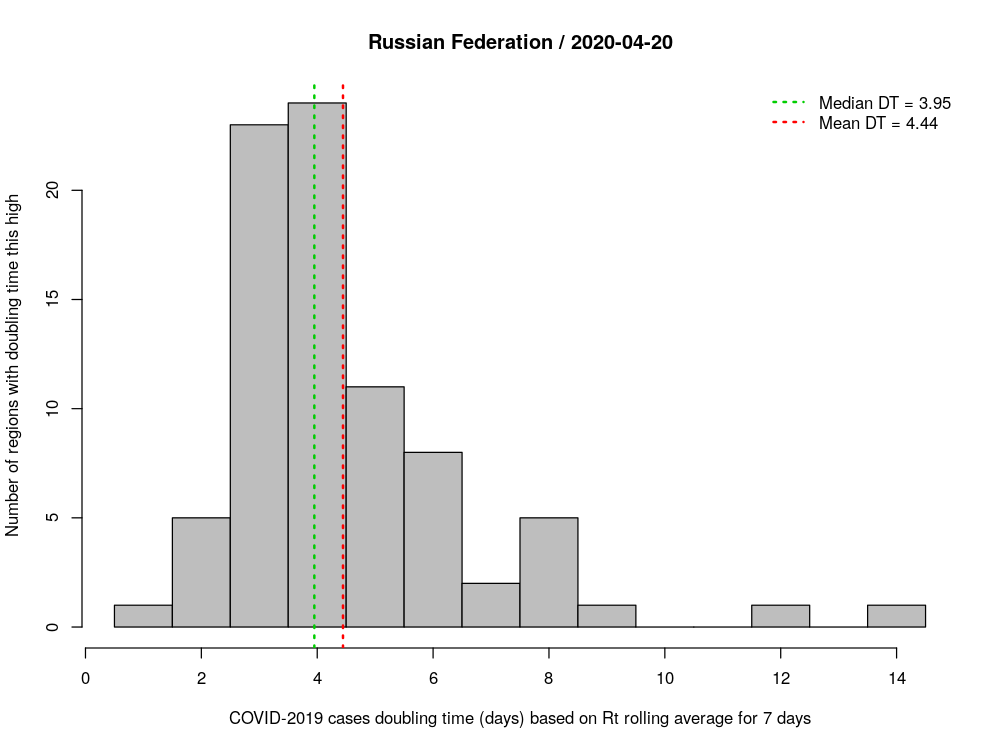 Russian Federation / 2020-04-20
Median DT = 3.95
Mean DT = 4.44
Number of regions with doubling time this high
20
15
10
5
0
0 2 4 6 8 10 12 14
COVID-2019 cases doubling time (days) based on Rt rolling average for 7 days